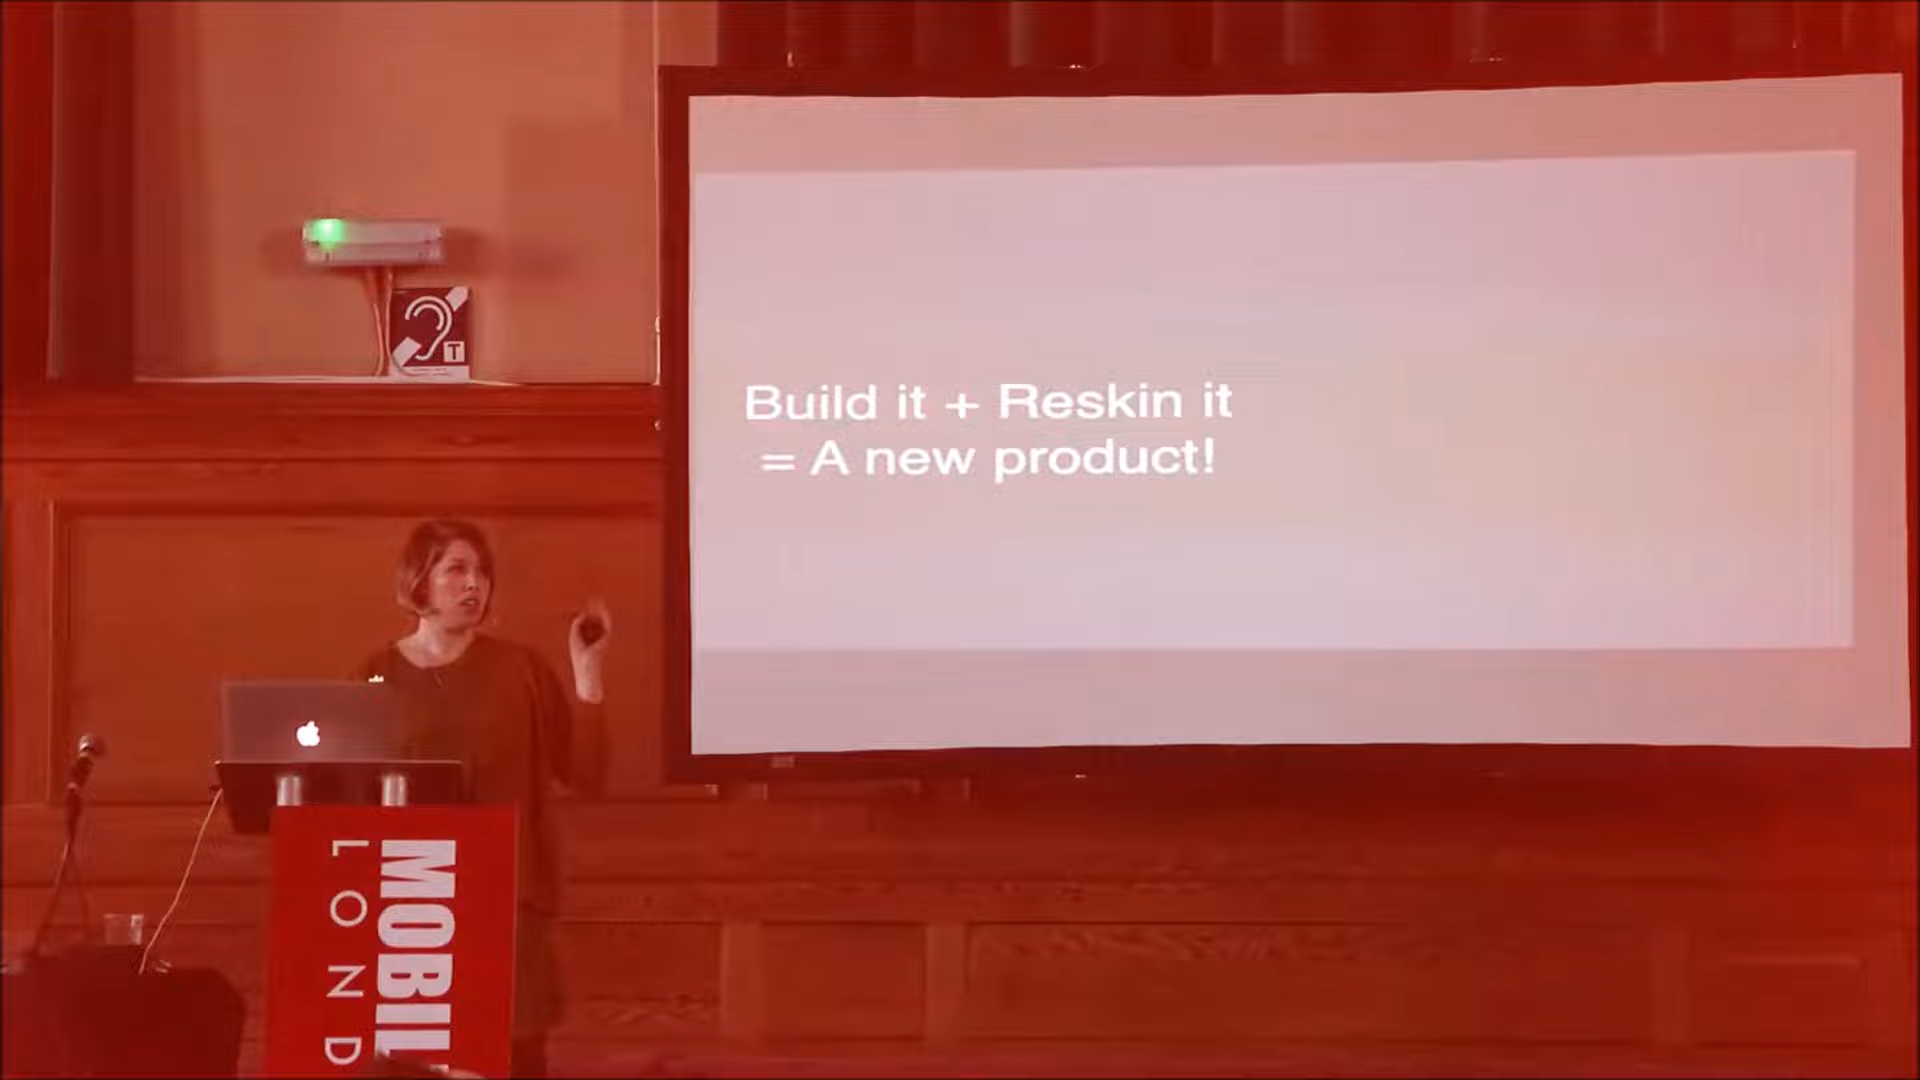 T
Build it + Reskin it
= A new product!
MOBIL
LOND